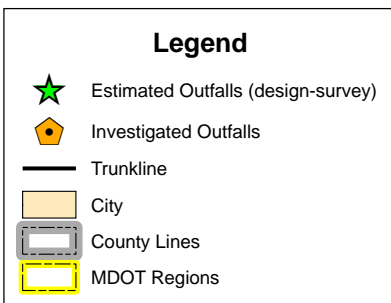 Legend
Estimated Outfalls (design-survey)
Investigated Outfalls
Trunkline
City
County Lines
MDOT Regions